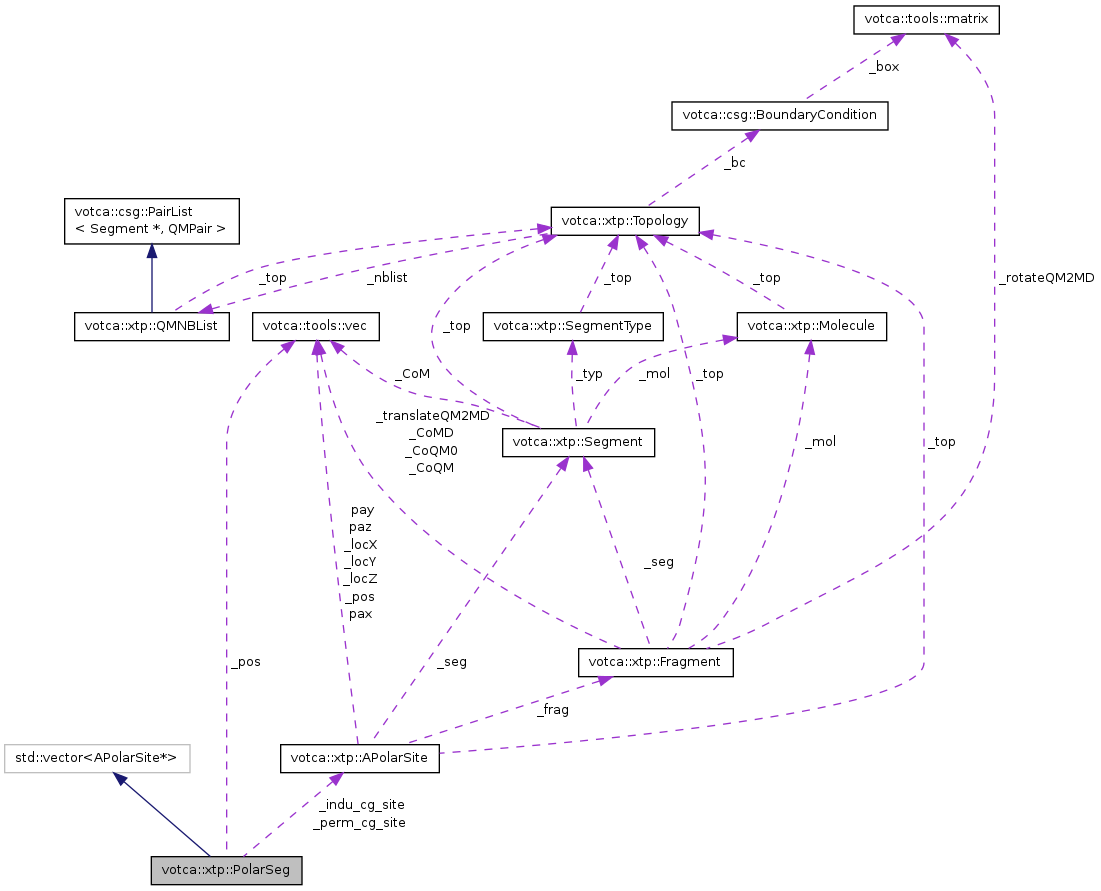 votca::tools::matrix
_box
votca::csg::BoundaryCondition
_bc
votca::csg::PairList
< Segment *, QMPair >
votca::xtp::Topology
_top
_nblist
_top
_top
_rotateQM2MD
votca::xtp::QMNBList
votca::tools::vec
_top
votca::xtp::SegmentType
votca::xtp::Molecule
_CoM
_typ
_mol
_top
_translateQM2MD
_CoMD
_CoQM0
_CoQM
votca::xtp::Segment
_mol
_top
pay
paz
_locX
_locY
_locZ
_pos
pax
_seg
_pos
_seg
votca::xtp::Fragment
_frag
std::vector<APolarSite*>
votca::xtp::APolarSite
_indu_cg_site
_perm_cg_site
votca::xtp::PolarSeg